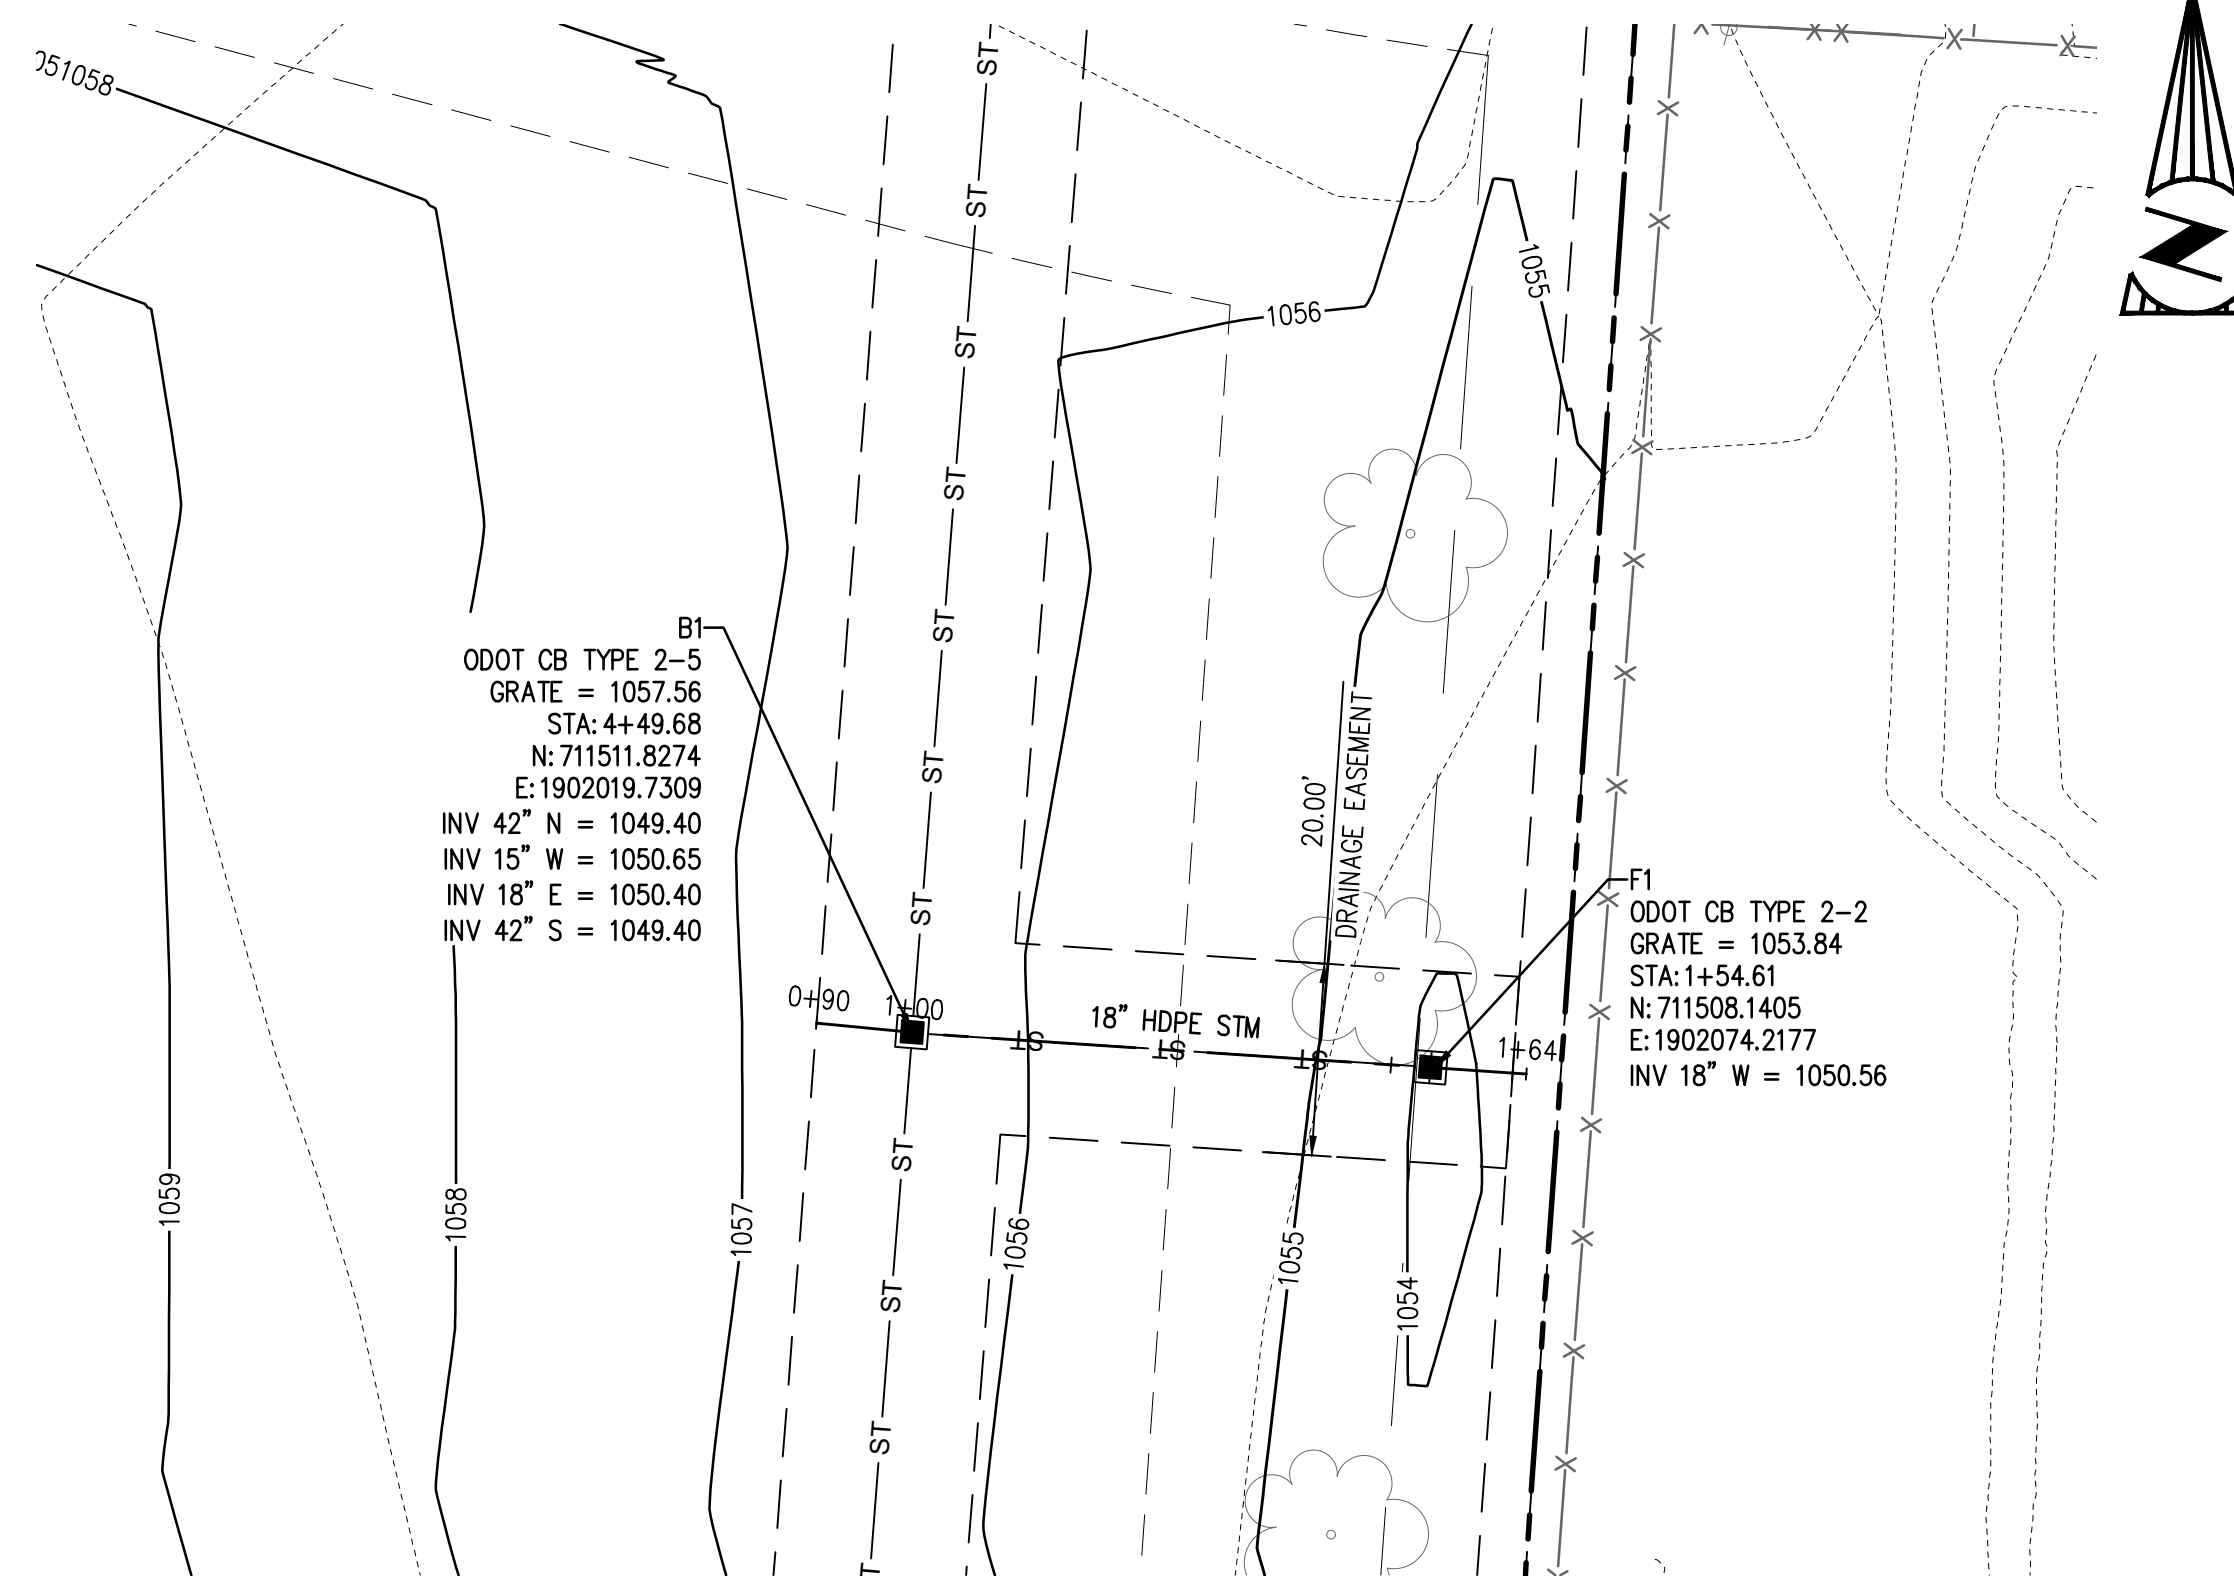 1058
1056
1055
B1
ODOT CB TYPE 2-5
GRATE = 1057.56
STA: 4+49.68
N: 711511.8274
E: 1902019.7309
INV 42" N = 1049.40
INV 15" W = 1050.65
INV 18" E = 1050.40
INV 42" S = 1049.40
ST
ST
ST
ST
ST
ST
ST
20.00'
DRAINAGE EASEMENT
F1
ODOT CB TYPE 2-2
GRATE = 1053.84
STA: 1+54.61
N: 711508.1405
E: 1902074.2177
INV 18" W = 1050.56
0+90
1+00
18" HDPE STM
1+64
ST
ST
ST
ST
ST
ST
1059
1058
1057
1056
1055
1054
N